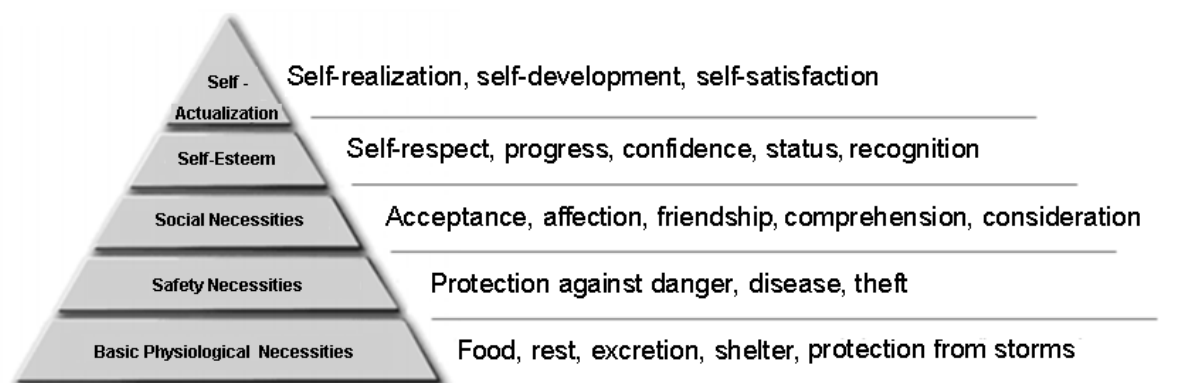 Self -
Actualization
Self-realization, self-development, self-satisfaction
Self-Esteem
Self-respect, progress, confidence, status, recognition
Social Necessities
Acceptance, affection, friendship, comprehension, consideration
Safety Necessities
Protection against danger, disease, theft
Basic Physiological Necessities
Food, rest, excretion, shelter, protection from storms